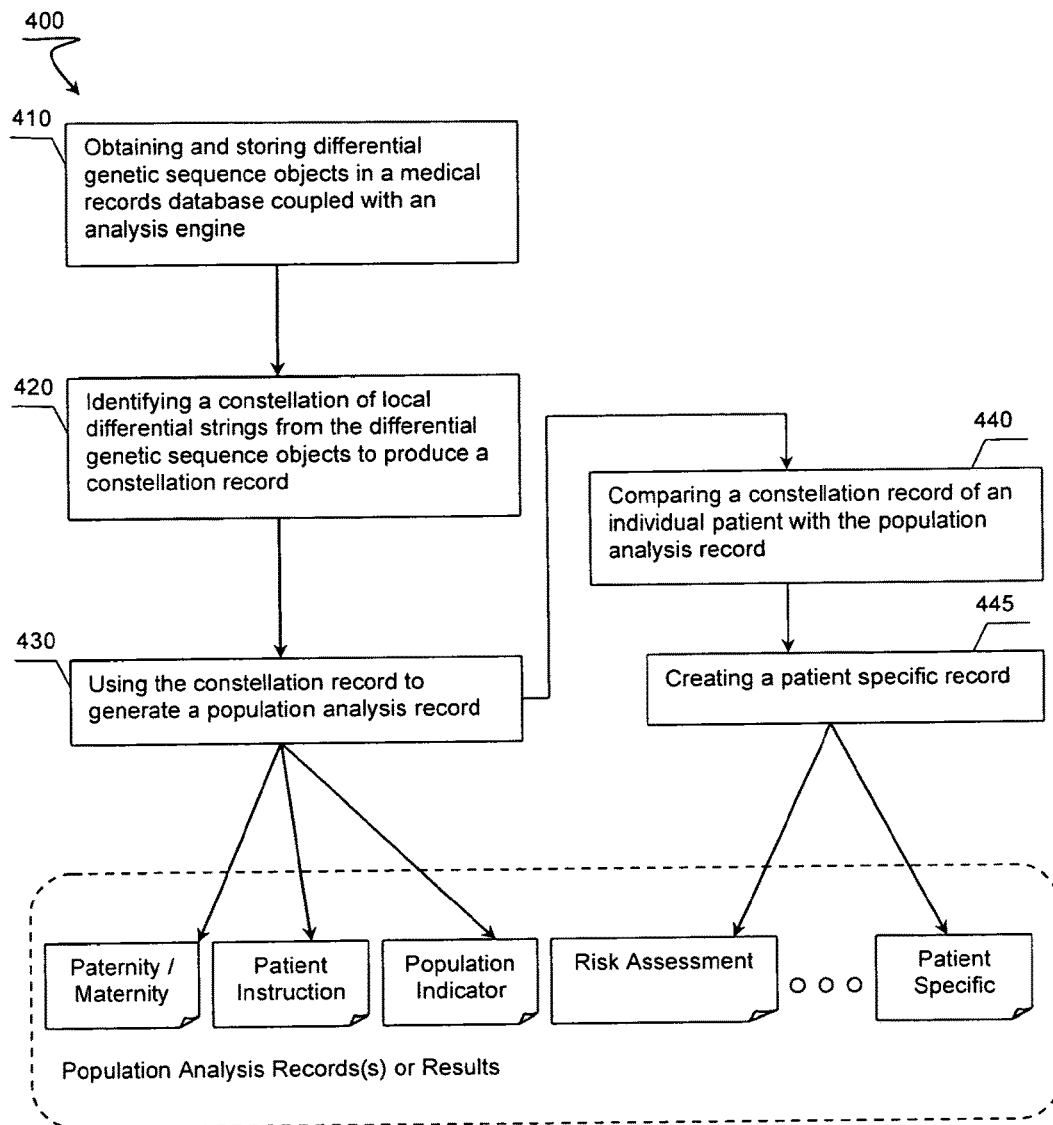 400
410
Obtaining and storing differential
genetic sequence objects in a medical
records database coupled with an
analysis engine
420
Identifying a constellation of local
differential strings from the differential
genetic sequence objects to produce a
constellation record
430
Using the constellation record to
generate a population analysis record
440
Comparing a constellation record of an
individual patient with the population
analysis record
445
Creating a patient specific record
Paternity /
Maternity
Patient
Instruction
Population
Indicator
Risk Assessment
Patient
Specific
Population Analysis Records(s) or Results